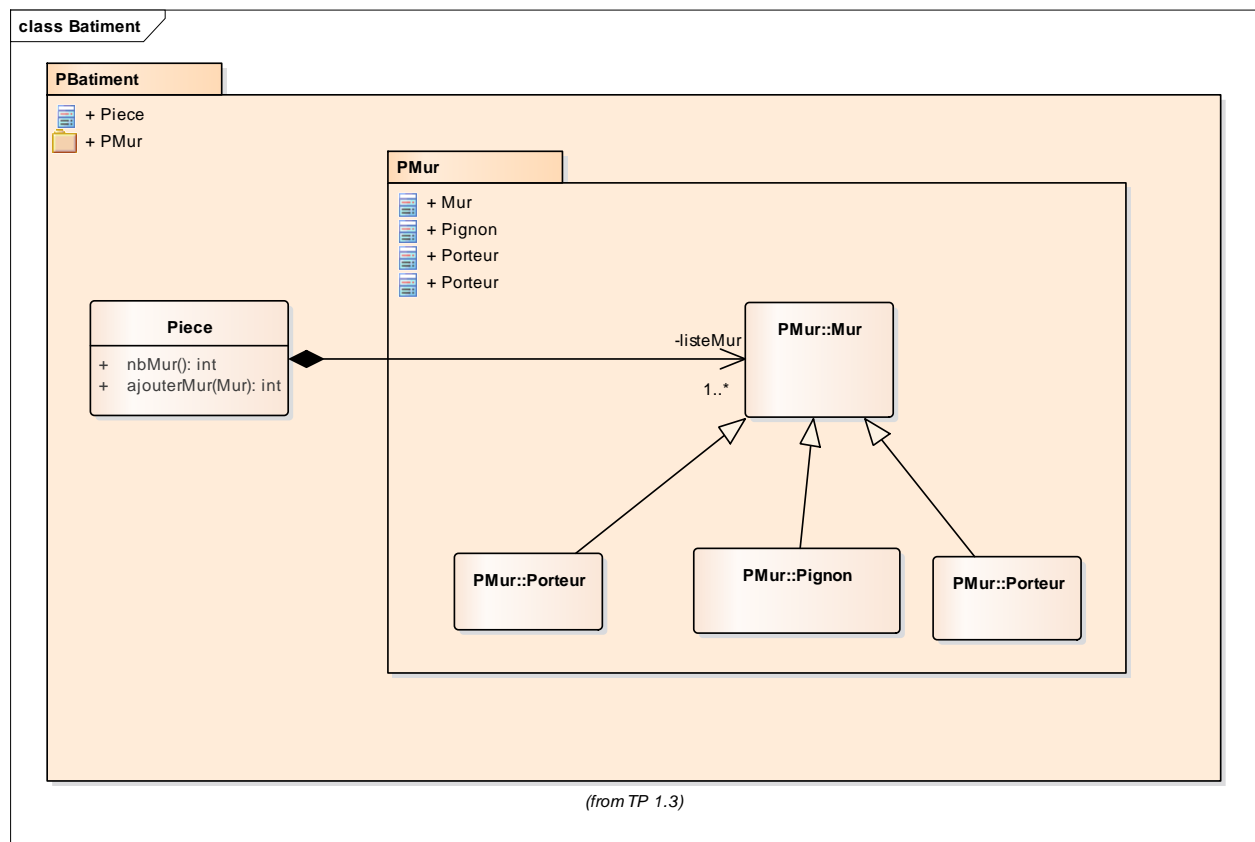 class Batiment
PBatiment
+ Piece
+ PMur
PMur
+ Mur
+ Pignon
+ Porteur
+ Porteur
Piece
+ nbMur(): int
+ ajouterMur(Mur): int
-listeMur
1..*
PMur::Mur
PMur::Porteur
PMur::Pignon
PMur::Porteur
(from TP 1.3)